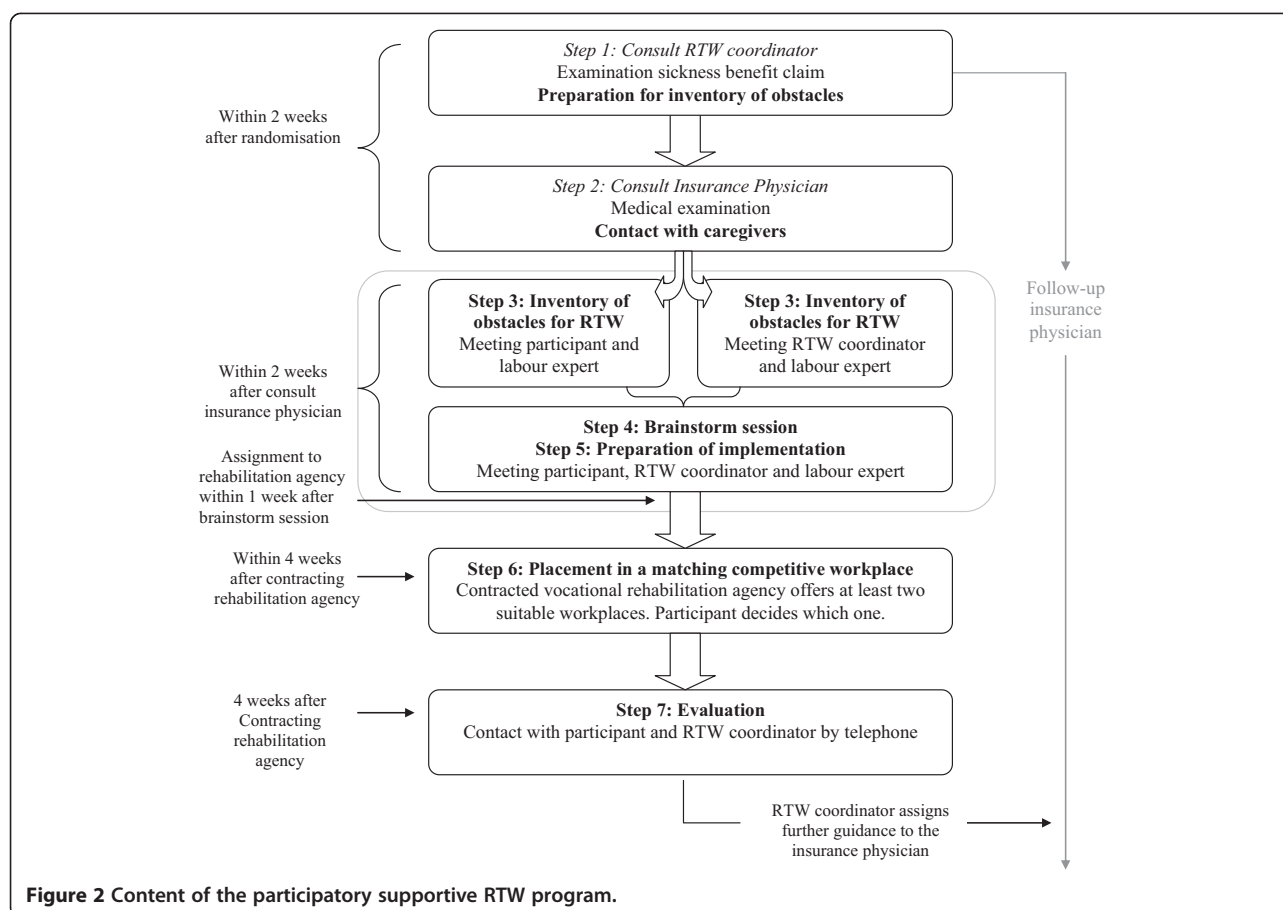 Step 1: Consult RTW coordinator
Examination sickness benefit claim
Preparation for inventory of obstacles
Within 2 weeks
after randomisation
Step 2: Consult Insurance Physician
Medical examination
Contact with caregivers
Step 3: Inventory of
obstacles for RTW
Meeting participant and
labour expert
Step 3: Inventory of
obstacles for RTW
Meeting RTW coordinator
and labour expert
Follow-up
insurance
physician
Within 2 weeks
after consult
insurance physician
Step 4: Brainstorm session
Step 5: Preparation of implementation
Meeting participant, RTW coordinator and labour expert
Assignment to
rehabilitation agency
within 1 week after
brainstorm session
Within 4 weeks
after contracting
rehabilitation agency
Step 6: Placement in a matching competitive workplace
Contracted vocational rehabilitation agency offers at least two
suitable workplaces. Participant decides which one.
4 weeks after
Contracting
rehabilitation
agency
Step 7: Evaluation
Contact with participant and RTW coordinator by telephone
RTW coordinator assigns
further guidance to the
insurance physician
Figure 2 Content of the participatory supportive RTW program.